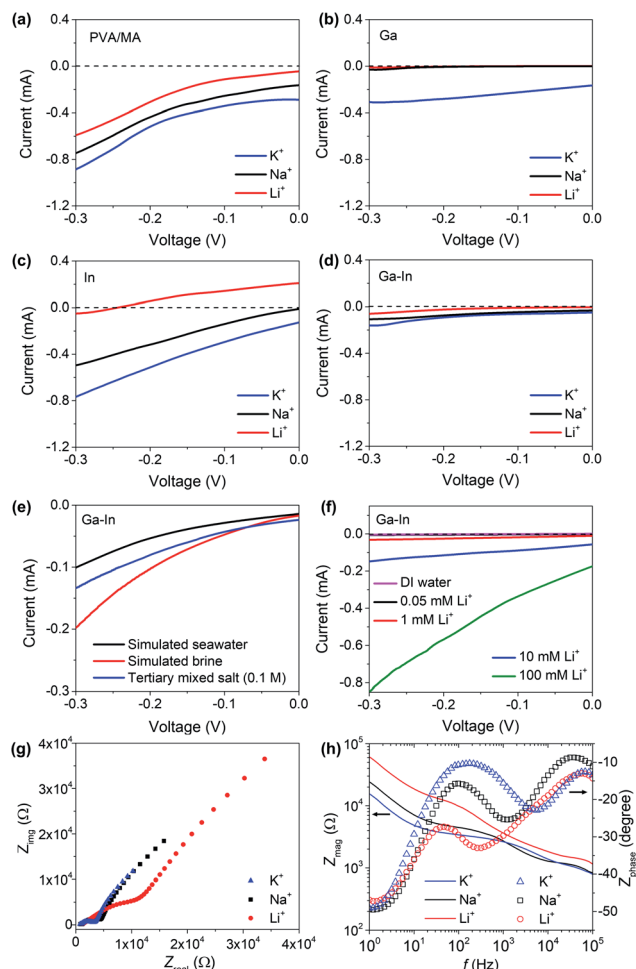 (a)
PVA/MA
0.4
0.0
-0.4
-0.8
-1.2
Current (mA)
K⁺
Na⁺
Li⁺
-0.3
-0.2
-0.1
0.0
Voltage (V)
(b)
Ga
0.4
0.0
-0.4
-0.8
-1.2
Current (mA)
K⁺
Na⁺
Li⁺
-0.3
-0.2
-0.1
0.0
Voltage (V)
(c)
In
0.4
0.0
-0.4
-0.8
-1.2
Current (mA)
K⁺
Na⁺
Li⁺
-0.3
-0.2
-0.1
0.0
Voltage (V)
(d)
Ga-In
0.4
0.0
-0.4
-0.8
-1.2
Current (mA)
K⁺
Na⁺
Li⁺
-0.3
-0.2
-0.1
0.0
Voltage (V)
(e)
Ga-In
0.0
-0.1
-0.2
-0.3
Current (mA)
Simulated seawater
Simulated brine
Tertiary mixed salt (0.1 M)
-0.3
-0.2
-0.1
0.0
Voltage (V)
(f)
Ga-In
0.2
0.0
-0.2
-0.4
-0.6
-0.8
Current (mA)
DI water
0.05 mM Li⁺
1 mM Li⁺
10 mM Li⁺
100 mM Li⁺
-0.3
-0.2
-0.1
0.0
Voltage (V)
(g)
4x10⁴
3x10⁴
2x10⁴
1x10⁴
0
Z_img (Ω)
K⁺
Na⁺
Li⁺
0
1x10⁴
2x10⁴
3x10⁴
4x10⁴
Z_real (Ω)
(h)
10⁵
10⁴
10³
10²
Z_mag (Ω)
K⁺
Na⁺
Li⁺
K⁺
Na⁺
Li⁺
-10
-20
-30
-40
-50
Z_phase (degree)
10⁰
10¹
10²
10³
10⁴
10⁵
f (Hz)